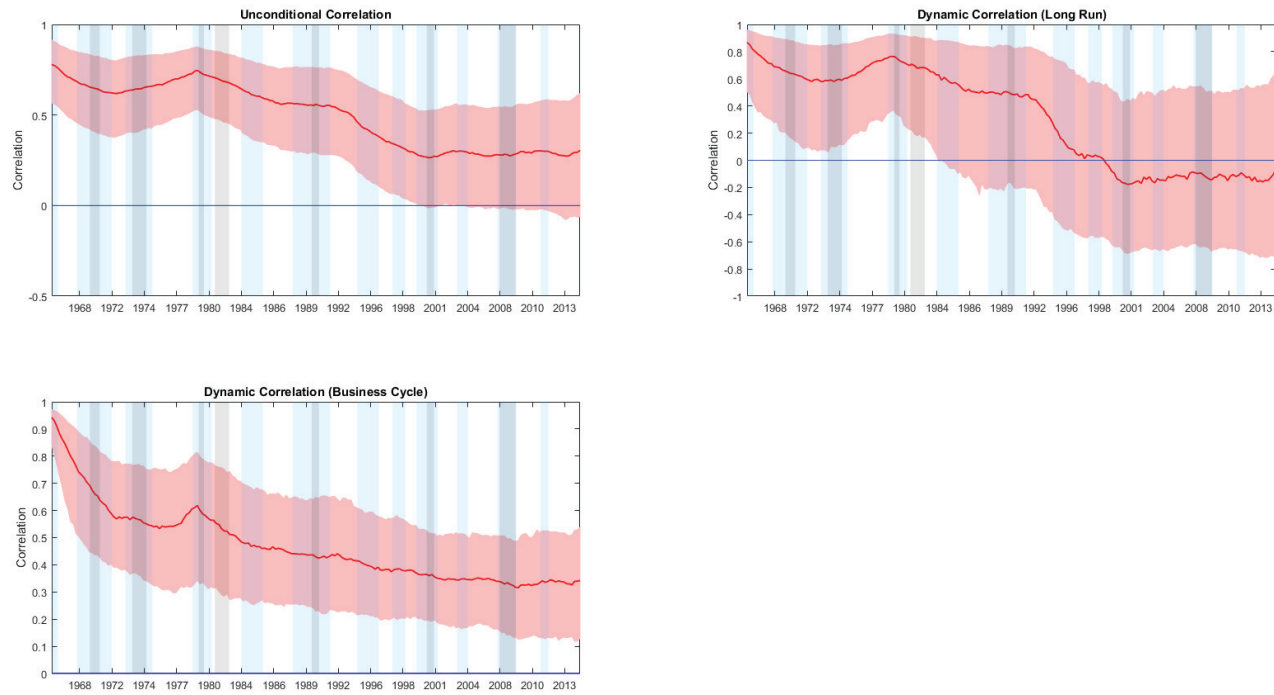 Unconditional Correlation
1
0.5
0
-0.5
Correlation
1968 1972 1974 1977 1980 1984 1986 1989 1992 1996 1998 2001 2004 2008 2010 2013
Dynamic Correlation (Long Run)
1
0.8
0.6
0.4
0.2
0
-0.2
-0.4
-0.6
-0.8
-1
Correlation
1968 1972 1974 1977 1980 1984 1986 1989 1992 1996 1998 2001 2004 2008 2010 2013
Dynamic Correlation (Business Cycle)
1
0.9
0.8
0.7
0.6
0.5
0.4
0.3
0.2
0.1
0
Correlation
1968 1972 1974 1977 1980 1984 1986 1989 1992 1996 1998 2001 2004 2008 2010 2013